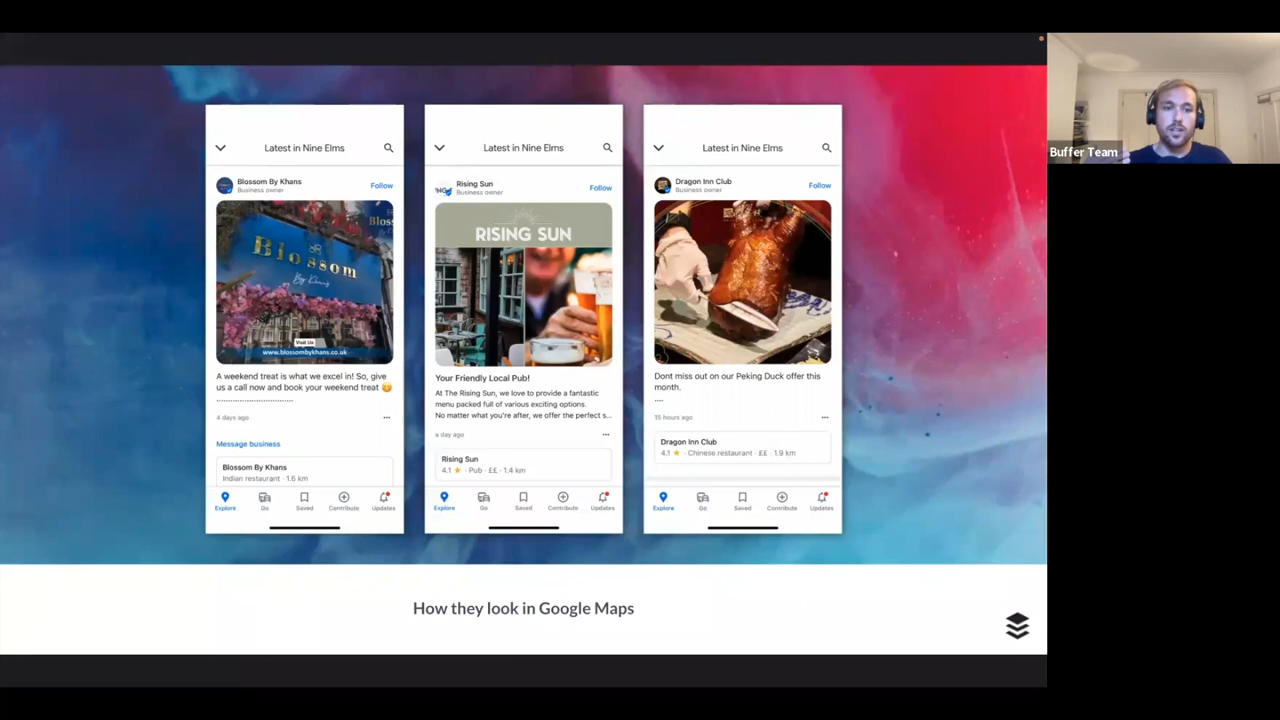 Latest in Nine Elms
Blossom By Khans
Business owner
Follow
Blos
Blossom
By Khans
Visit Us
www.blossombykhans.co.uk
A weekend treat is what we excel in! So, give
us a call now and book your weekend treat 😋
...............................
4 days ago
...
Message business
Blossom By Khans
Indian restaurant · 1.6 km
Explore
Go
Saved
Contribute
Updates
Latest in Nine Elms
Rising Sun
Business owner
Follow
RISING SUN
Your Friendly Local Pub!
At The Rising Sun, we love to provide a fantastic
menu packed full of various exciting options.
No matter what you're after, we offer the perfect s...
a day ago
...
Rising Sun
4.1 ★ · Pub · ££ · 1.4 km
Explore
Go
Saved
Contribute
Updates
Latest in Nine Elms
Dragon Inn Club
Business owner
Follow
Dont miss out on our Peking Duck offer this
month.
....
15 hours ago
...
Dragon Inn Club
4.1 ★ · Chinese restaurant · ££ · 1.9 km
Explore
Go
Saved
Contribute
Updates
How they look in Google Maps
Buffer Team